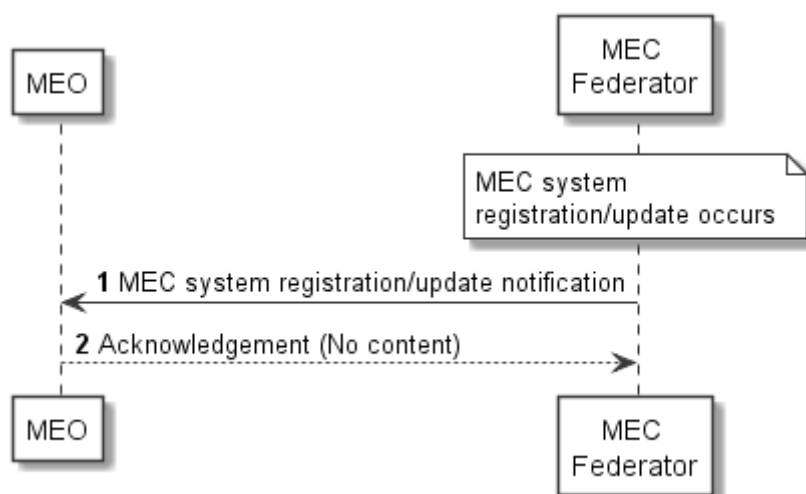 MEO
MEC
Federator
MEC system
registration/update occurs
1 MEC system registration/update notification
2 Acknowledgement (No content)
MEO
MEC
Federator